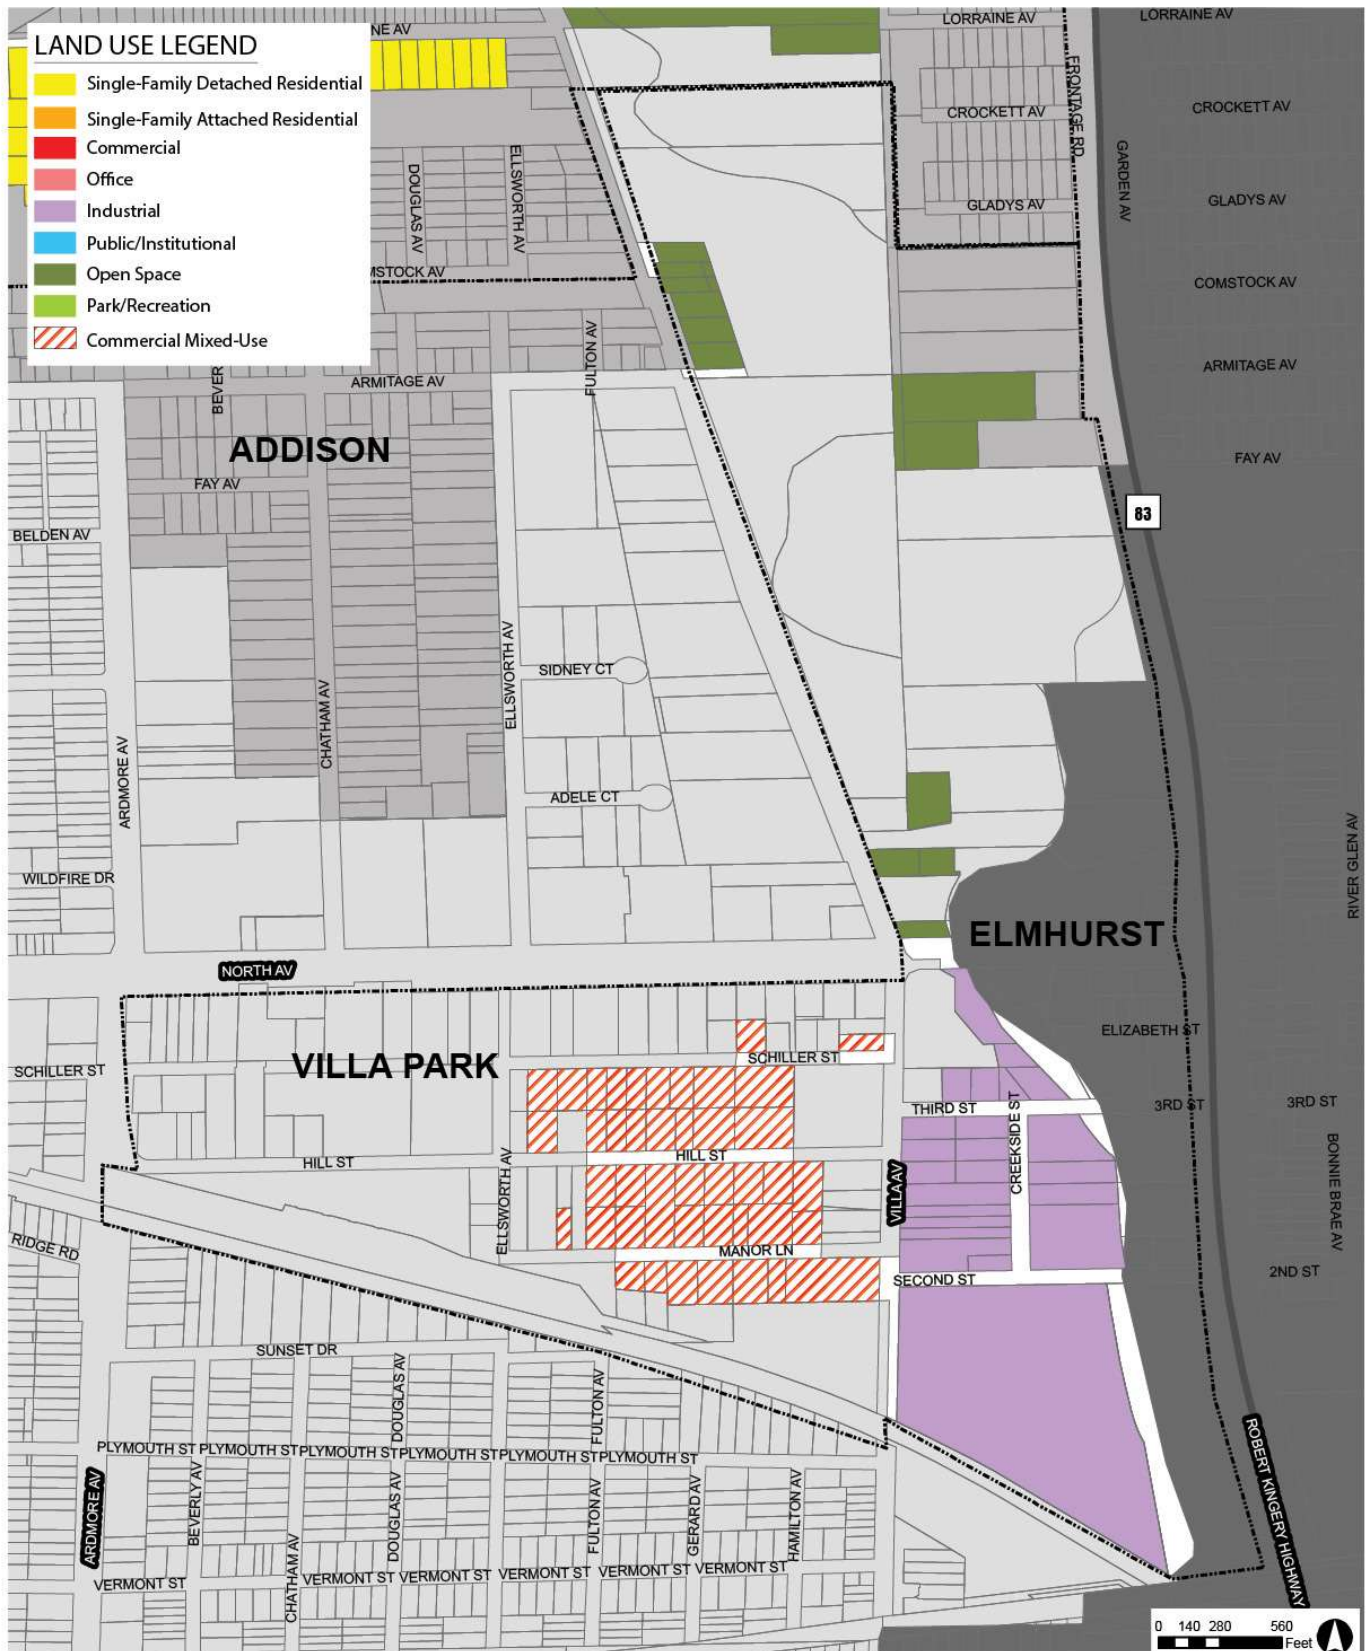 LAND USE LEGEND
Single-Family Detached Residential
Single-Family Attached Residential
Commercial
Office
Industrial
Public/Institutional
Open Space
Park/Recreation
Commercial Mixed-Use
NE AV
LORRAINE AV
LORRAINE AV
FRONTAGE RD
CROCKETT AV
CROCKETT AV
GARDEN AV
DOUGLAS AV
ELLSWORTH AV
GLADYS AV
GLADYS AV
MSTOCK AV
COMSTOCK AV
FULTON AV
ARMITAGE AV
BEVER
ARMITAGE AV
ADDISON
FAY AV
FAY AV
83
BELDEN AV
ELLSWORTH AV
SIDNEY CT
CHATHAM AV
ARDMORE AV
ADELE CT
RIVER GLEN AV
WILDFIRE DR
ELMHURST
NORTH AV
ELIZABETH ST
SCHILLER ST
VILLA PARK
SCHILLER ST
THIRD ST
CREEKSIDE ST
3RD ST
3RD ST
HILL ST
HILL ST
ELLSWORTH AV
VILLA AV
BONNIE BRAE AV
RIDGE RD
MANOR LN
SECOND ST
2ND ST
SUNSET DR
DOUGLAS AV
FULTON AV
PLYMOUTH ST PLYMOUTH ST PLYMOUTH ST PLYMOUTH ST PLYMOUTH ST PLYMOUTH ST
ARDMORE AV
BEVERLY AV
CHATHAM AV
DOUGLAS AV
FULTON AV
GERARD AV
HAMILTON AV
ROBERT KINGERY HIGHWAY
VERMONT ST
VERMONT ST VERMONT ST VERMONT ST VERMONT ST
0 140 280 560
Feet